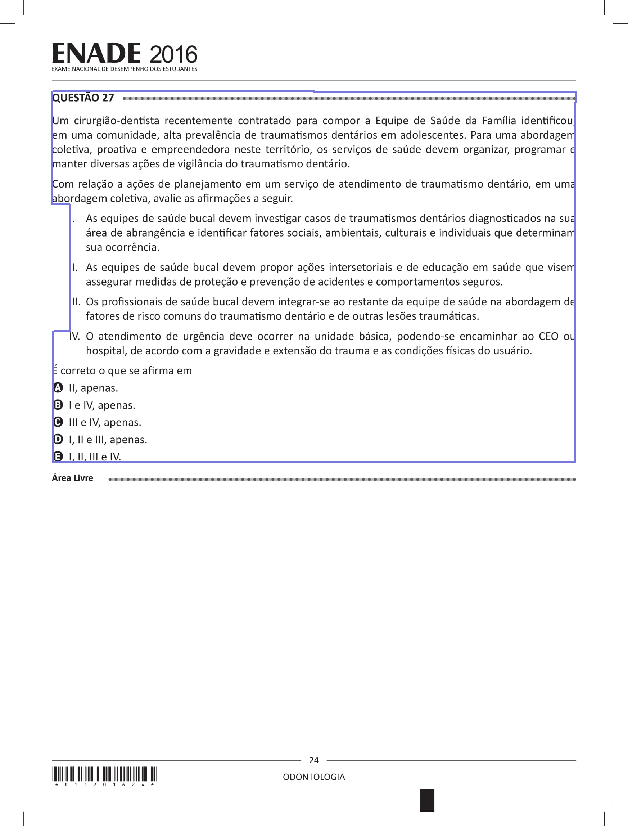 ENADE 2016
EXAME NACIONAL DE DESEMPENHO DOS ESTUDANTES
QUESTÃO 27
Um cirurgião-dentista recentemente contratado para compor a Equipe de Saúde da Família identificou,
em uma comunidade, alta prevalência de traumatismos dentários em adolescentes. Para uma abordagem
coletiva, proativa e empreendedora neste território, os serviços de saúde devem organizar, programar e
manter diversas ações de vigilância do traumatismo dentário.
Com relação a ações de planejamento em um serviço de atendimento de traumatismo dentário, em uma
abordagem coletiva, avalie as afirmações a seguir.
I. As equipes de saúde bucal devem investigar casos de traumatismos dentários diagnosticados na sua
área de abrangência e identificar fatores sociais, ambientais, culturais e individuais que determinam
sua ocorrência.
II. As equipes de saúde bucal devem propor ações intersetoriais e de educação em saúde que visem
assegurar medidas de proteção e prevenção de acidentes e comportamentos seguros.
III. Os profissionais de saúde bucal devem integrar-se ao restante da equipe de saúde na abordagem de
fatores de risco comuns do traumatismo dentário e de outras lesões traumáticas.
IV. O atendimento de urgência deve ocorrer na unidade básica, podendo-se encaminhar ao CEO ou
hospital, de acordo com a gravidade e extensão do trauma e as condições físicas do usuário.
É correto o que se afirma em
A II, apenas.
B I e IV, apenas.
C III e IV, apenas.
D I, II e III, apenas.
E I, II, III e IV.
Área Livre
24
ODONTOLOGIA